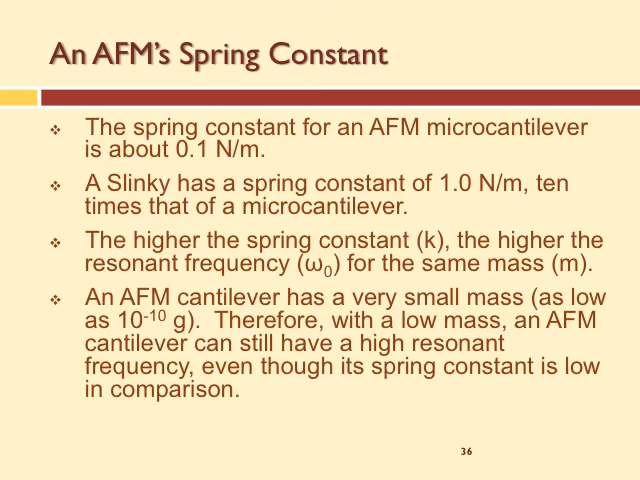 An AFM's Spring Constant
❖ The spring constant for an AFM microcantilever
is about 0.1 N/m.
❖ A Slinky has a spring constant of 1.0 N/m, ten
times that of a microcantilever.
❖ The higher the spring constant (k), the higher the
resonant frequency (ω₀) for the same mass (m).
❖ An AFM cantilever has a very small mass (as low
as 10⁻¹⁰ g).  Therefore, with a low mass, an AFM
cantilever can still have a high resonant
frequency, even though its spring constant is low
in comparison.
36